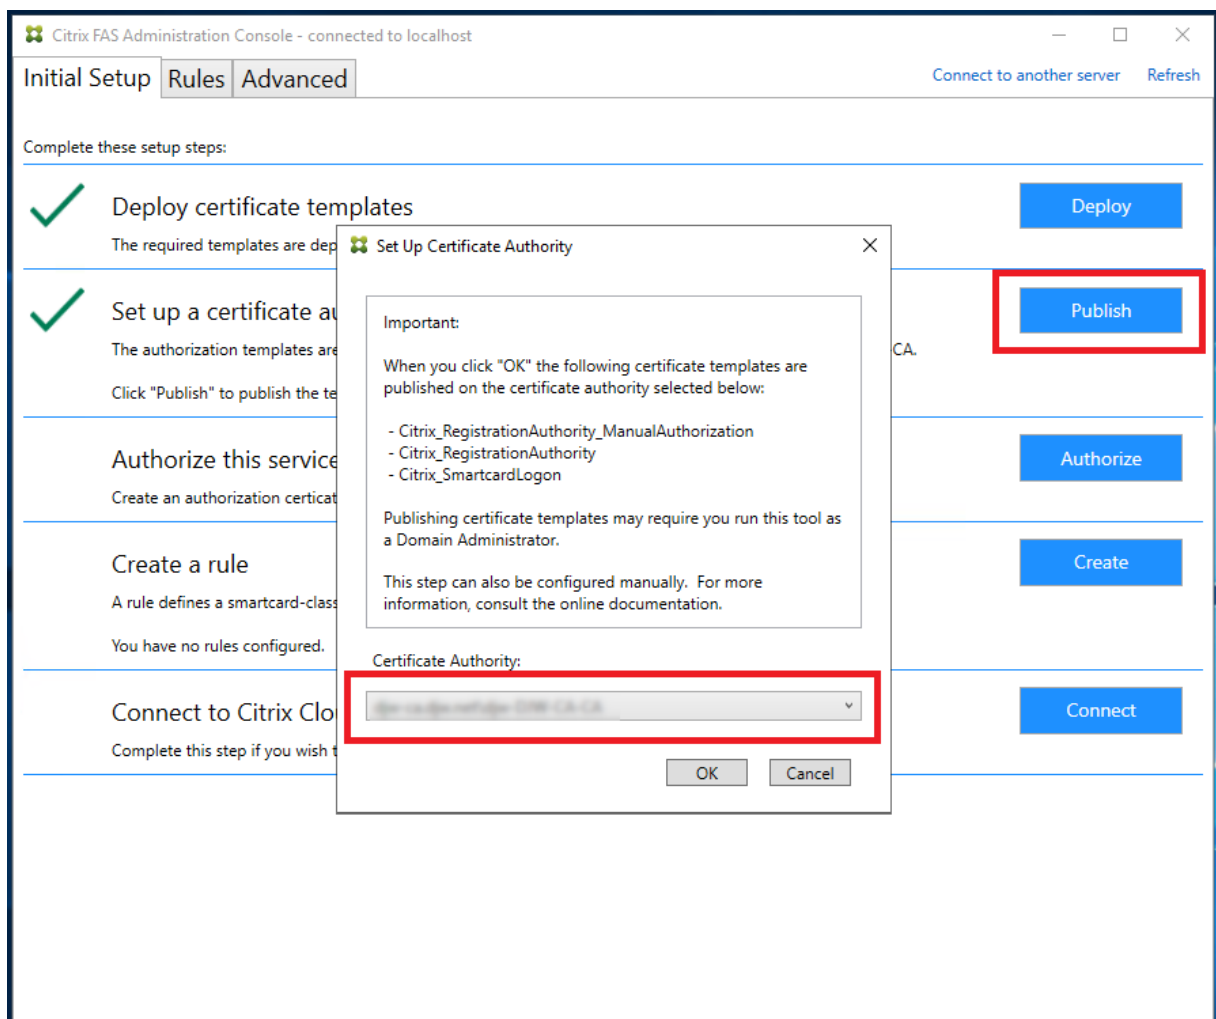 Citrix FAS Administration Console - connected to localhost
Initial Setup Rules Advanced Connect to another server Refresh
Complete these setup steps:
Deploy certificate templates
Deploy
The required templates are dep
Set up a certificate au
Publish
The authorization templates are
CA.
Click "Publish" to publish the te
Authorize this service
Authorize
Create an authorization certicat
Create a rule
Create
A rule defines a smartcard-class
You have no rules configured.
Connect to Citrix Clo
Connect
Complete this step if you wish t
Set Up Certificate Authority
Important:
When you click "OK" the following certificate templates are
published on the certificate authority selected below:
- Citrix_RegistrationAuthority_ManualAuthorization
- Citrix_RegistrationAuthority
- Citrix_SmartcardLogon
Publishing certificate templates may require you run this tool as
a Domain Administrator.
This step can also be configured manually. For more
information, consult the online documentation.
Certificate Authority:
OK Cancel